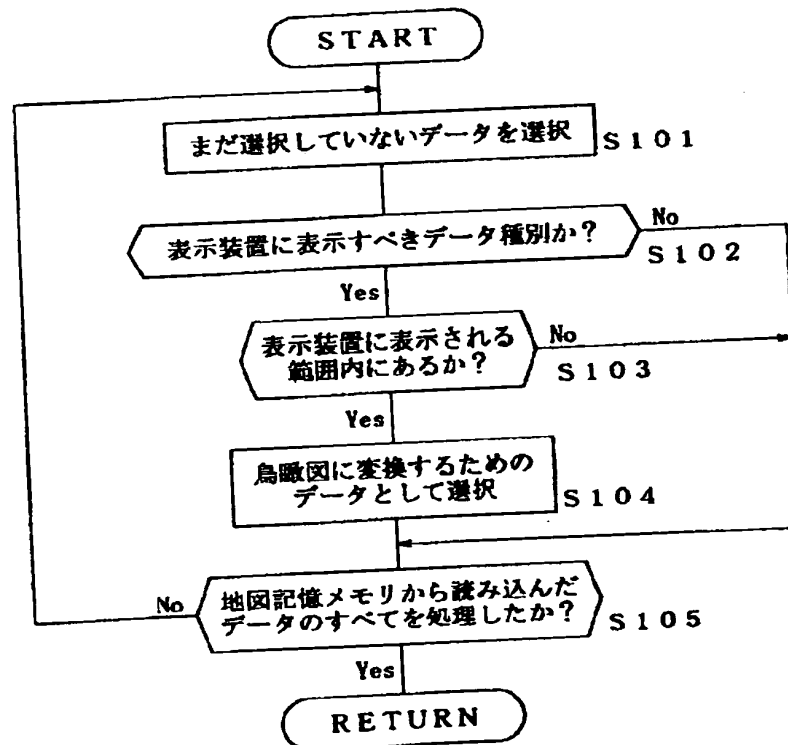 START
まだ選択していないデータを選択
S101
表示装置に表示すべきデータ種別か?
No
S102
Yes
表示装置に表示される
範囲内にあるか?
No
S103
Yes
鳥瞰図に変換するための
データとして選択
S104
No
地図記憶メモリから読み込んだ
データのすべてを処理したか?
S105
Yes
RETURN